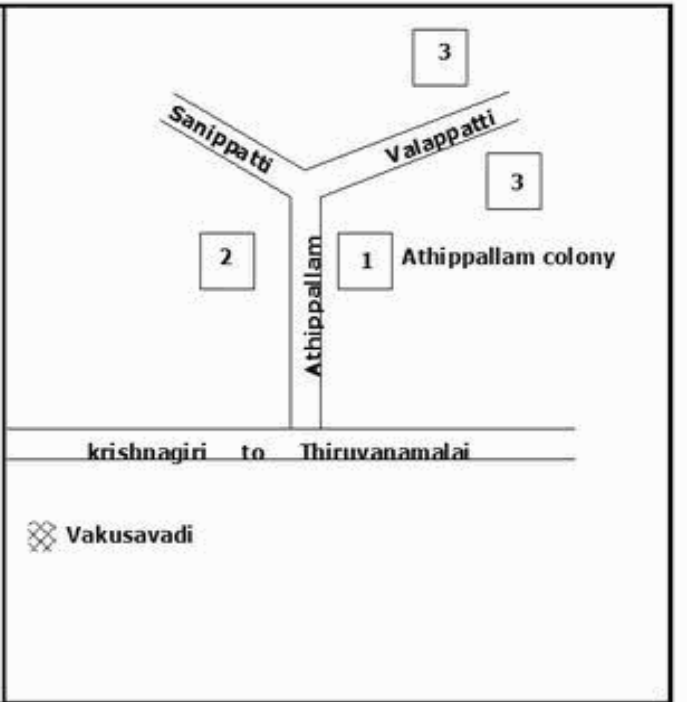 3
Sanippatti
Valappatti
3
2
1
Athippallam colony
Athippallam
krishnagiri to Thiruvanamalai
Vakusavadi